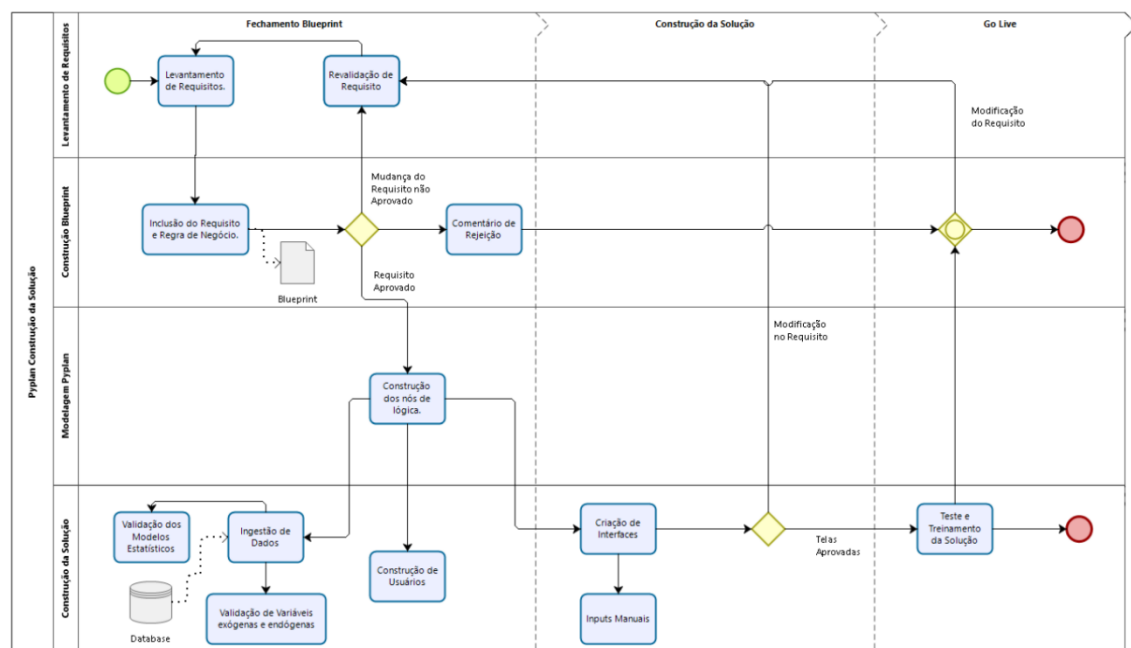 Fechamento Blueprint
Construção da Solução
Go Live
Pyplan Construção da Solução
Levantamento de Requisitos
Levantamento
de Requisitos.
Revalidação de
Requisito
Modificação
do Requisito
Construção Blueprint
Mudança do
Requisito não
Aprovado
Inclusão do Requisito
e Regra de Negócio.
Comentário de
Rejeição
Blueprint
Requisito
Aprovado
Modelagem Pyplan
Modificação
no Requisito
Construção
dos nós de
lógica.
Construção da Solução
Validação dos
Modelos
Estatísticos
Ingestão de
Dados
Criação de
Interfaces
Telas
Aprovadas
Teste e
Treinamento
da Solução
Construção de
Usuários
Database
Validação de Variáveis
exógenas e endógenas
Inputs Manuais